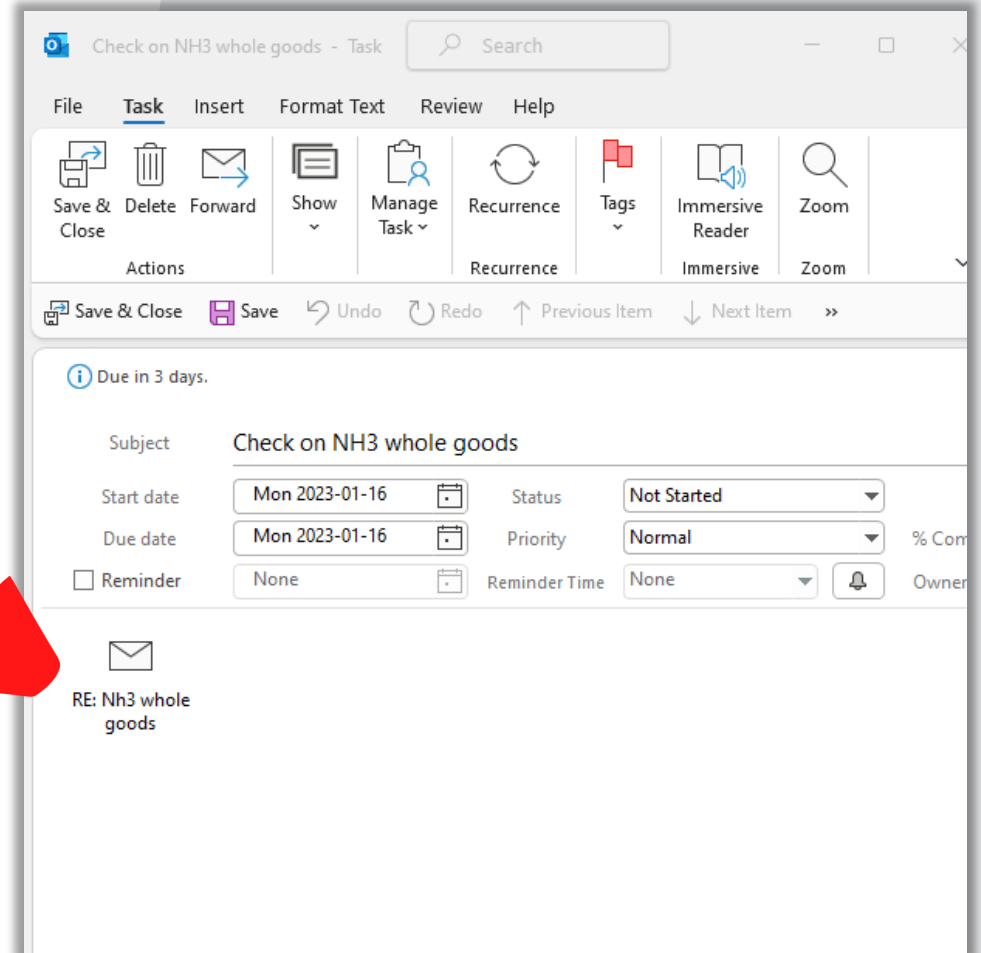 Check on NH3 whole goods - Task Search
File Task Insert Format Text Review Help
Save & Close Delete Forward Show Manage Task Recurrence Tags Immersive Reader Zoom
Actions Recurrence Immersive Zoom
Save & Close Save Undo Redo Previous Item Next Item »
Due in 3 days.
Subject Check on NH3 whole goods
Start date Mon 2023-01-16 Status Not Started
Due date Mon 2023-01-16 Priority Normal % Com
Reminder None Reminder Time None Owner
RE: Nh3 whole
goods